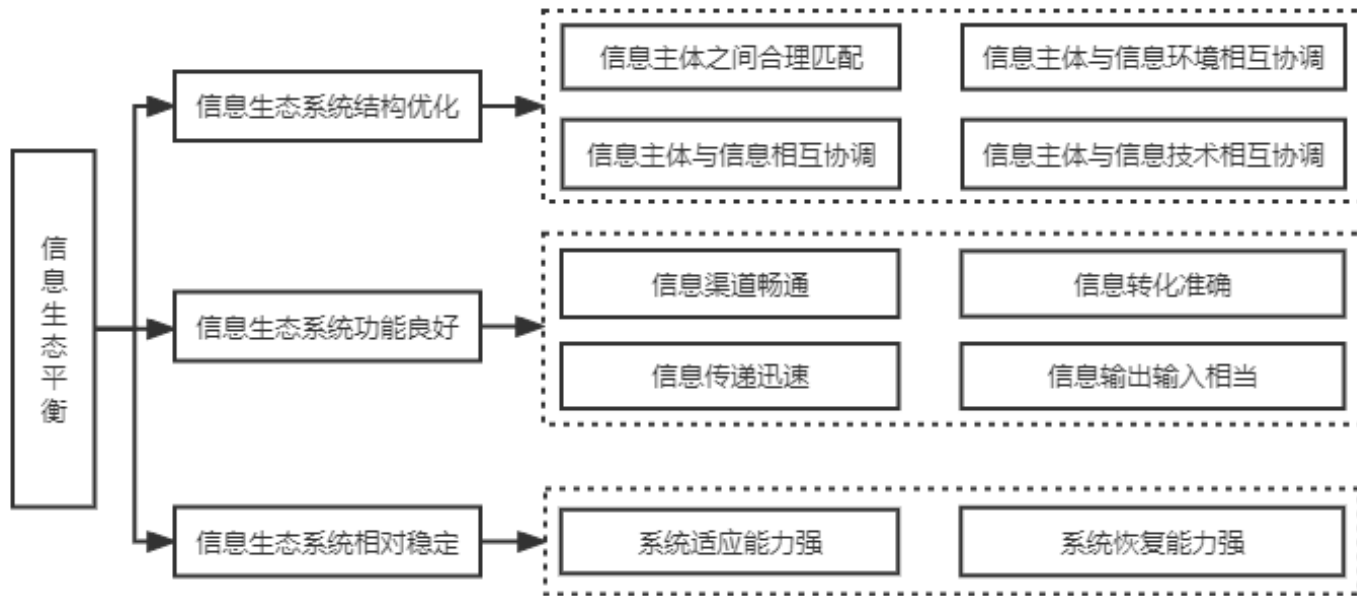 信息生态平衡
信息生态系统结构优化
信息主体之间合理匹配
信息主体与信息环境相互协调
信息主体与信息相互协调
信息主体与信息技术相互协调
信息生态系统功能良好
信息渠道畅通
信息转化准确
信息传递迅速
信息输出输入相当
信息生态系统相对稳定
系统适应能力强
系统恢复能力强